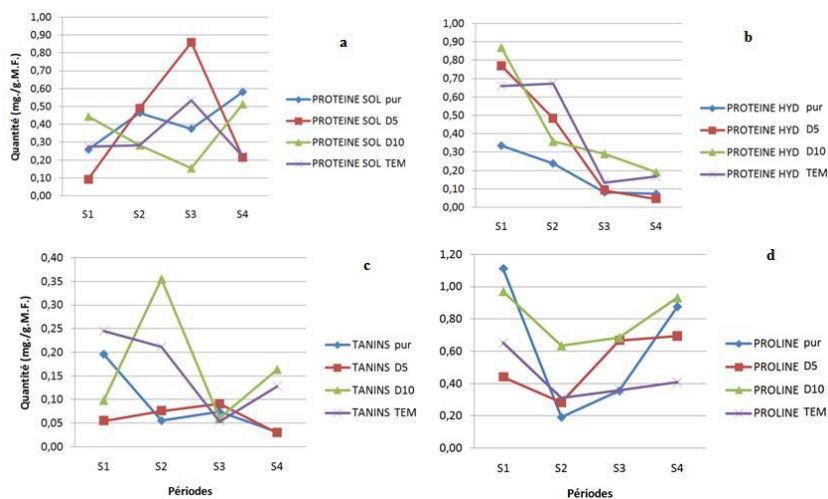 a
Quantité (mg./g.M.F.)
1,00
0,90
0,80
0,70
0,60
0,50
0,40
0,30
0,20
0,10
0,00
S1 S2 S3 S4
PROTEINE SOL pur
PROTEINE SOL D5
PROTEINE SOL D10
PROTEINE SOL TEM
b
1,00
0,90
0,80
0,70
0,60
0,50
0,40
0,30
0,20
0,10
0,00
S1 S2 S3 S4
PROTEINE HYD pur
PROTEINE HYD D5
PROTEINE HYD D10
PROTEINE HYD TEM
c
Quantité (mg./g.M.F.)
0,40
0,35
0,30
0,25
0,20
0,15
0,10
0,05
0,00
S1 S2 S3 S4
Périodes
TANINS pur
TANINS D5
TANINS D10
TANINS TEM
d
1,20
1,00
0,80
0,60
0,40
0,20
0,00
S1 S2 S3 S4
Périodes
PROLINE pur
PROLINE D5
PROLINE D10
PROLINE TEM